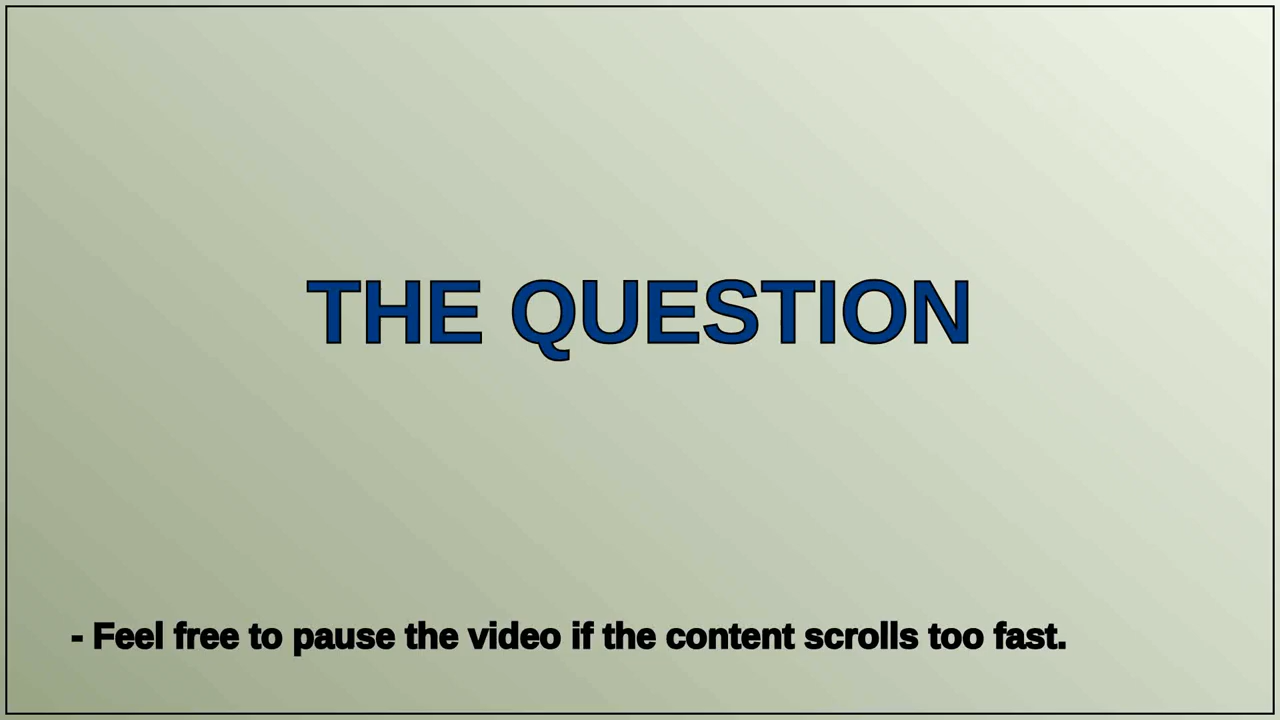 THE QUESTION
- Feel free to pause the video if the content scrolls too fast.